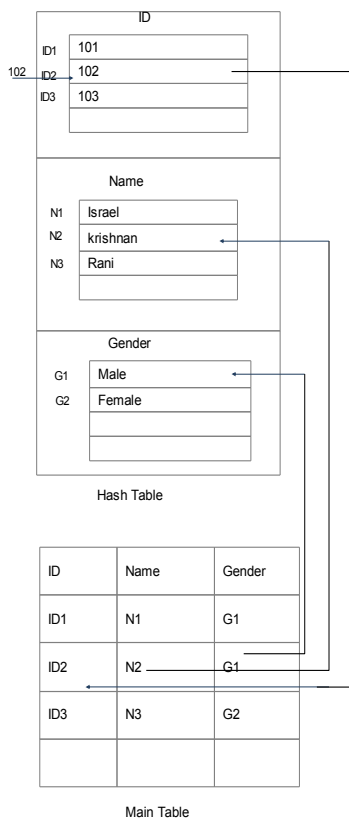 ID
ID1 101
102 ID2 102
ID3 103
Name
N1 Israel
N2 krishnan
N3 Rani
Gender
G1 Male
G2 Female
Hash Table
ID Name Gender
ID1 N1 G1
ID2 N2 G1
ID3 N3 G2
Main Table